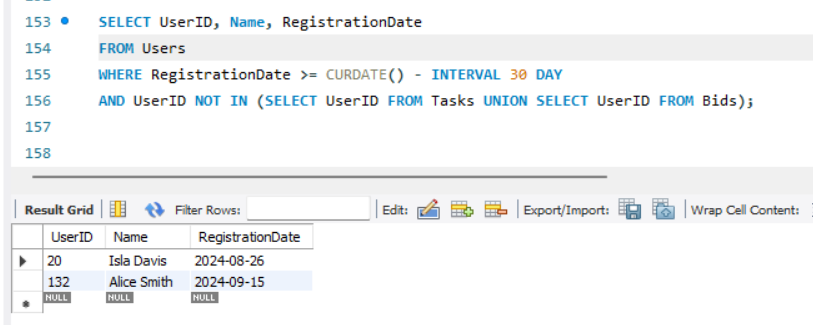 153 SELECT UserID, Name, RegistrationDate
154 FROM Users
155 WHERE RegistrationDate >= CURDATE() - INTERVAL 30 DAY
156 AND UserID NOT IN (SELECT UserID FROM Tasks UNION SELECT UserID FROM Bids);
157
158
Result Grid Filter Rows: Edit: Export/Import: Wrap Cell Content:
UserID Name RegistrationDate
20 Isla Davis 2024-08-26
132 Alice Smith 2024-09-15
NULL NULL NULL